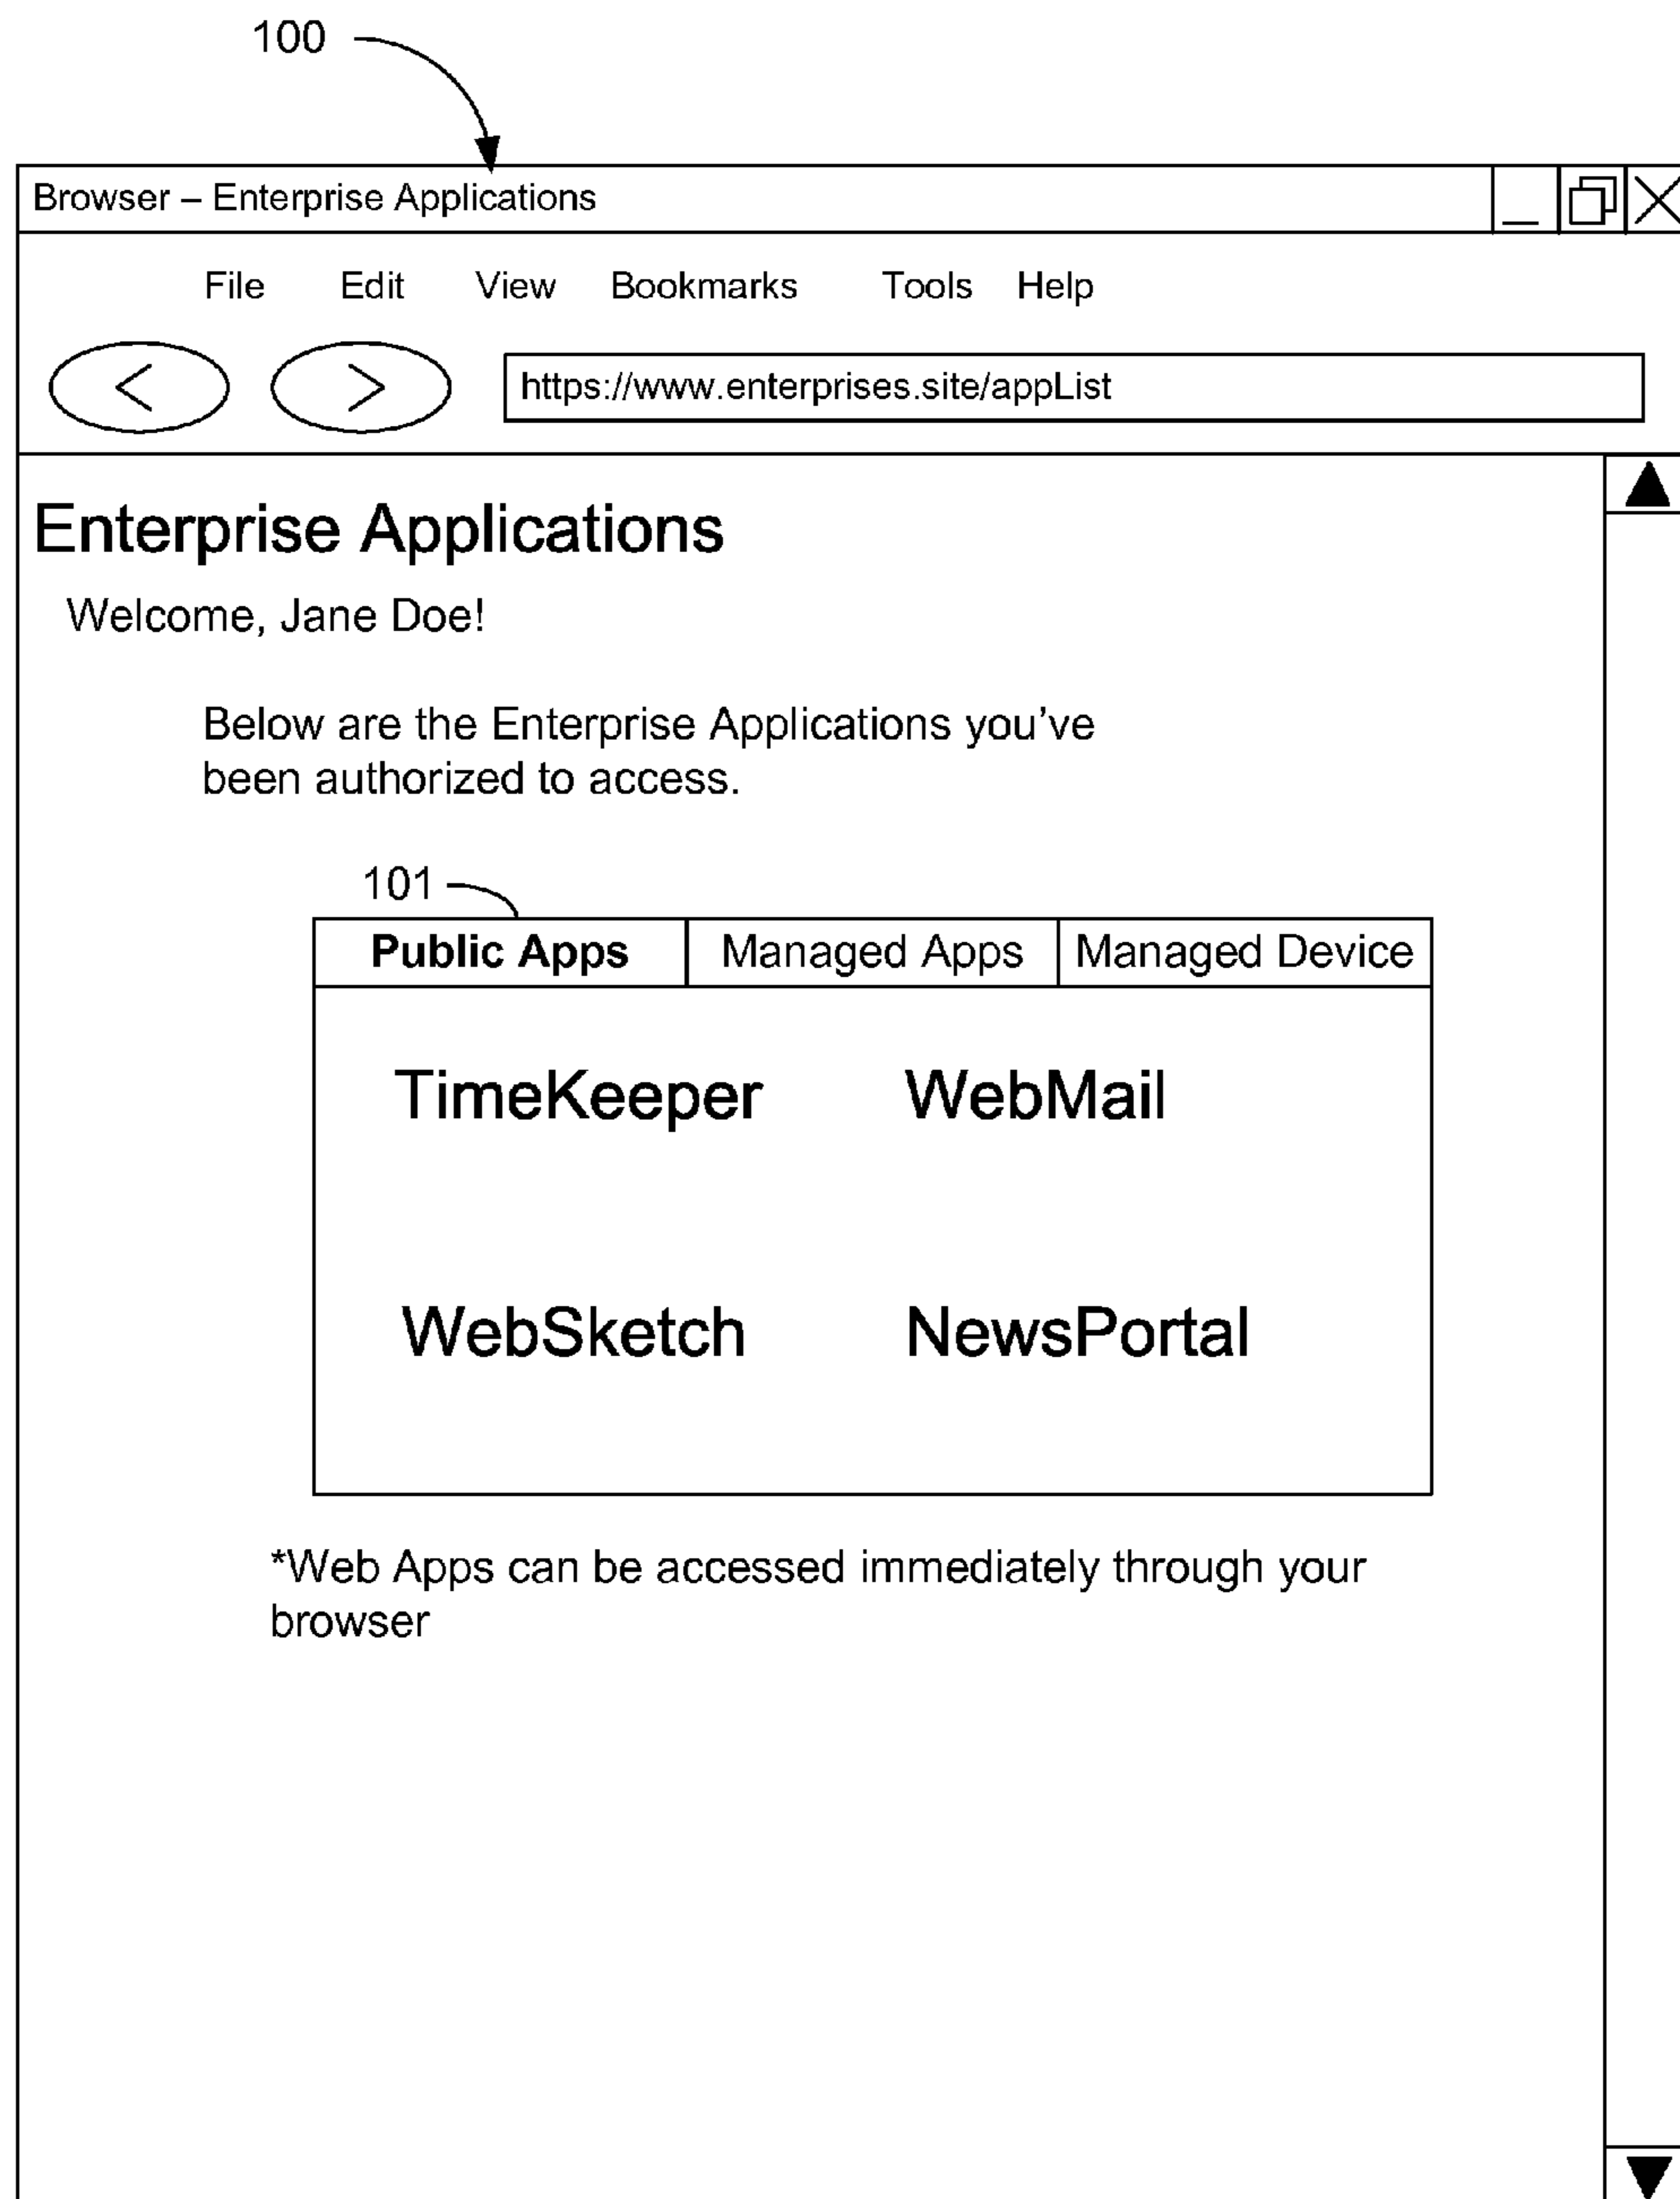 100
Browser – Enterprise Applications
File Edit View Bookmarks Tools Help
< > https://www.enterprises.site/appList
Enterprise Applications
Welcome, Jane Doe!
Below are the Enterprise Applications you've
been authorized to access.
101
Public Apps Managed Apps Managed Device
TimeKeeper WebMail
WebSketch NewsPortal
*Web Apps can be accessed immediately through your
browser